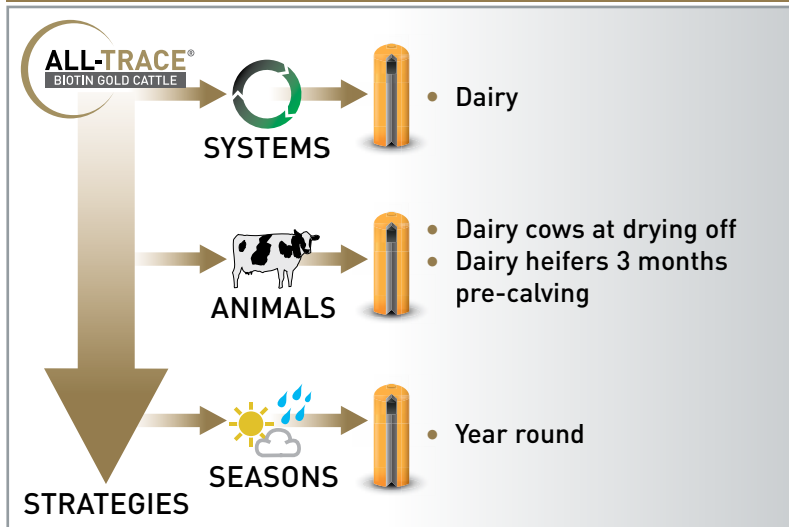 ALL-TRACE®
BIOTIN GOLD CATTLE
SYSTEMS
• Dairy
ANIMALS
• Dairy cows at drying off
• Dairy heifers 3 months
pre-calving
SEASONS
• Year round
STRATEGIES